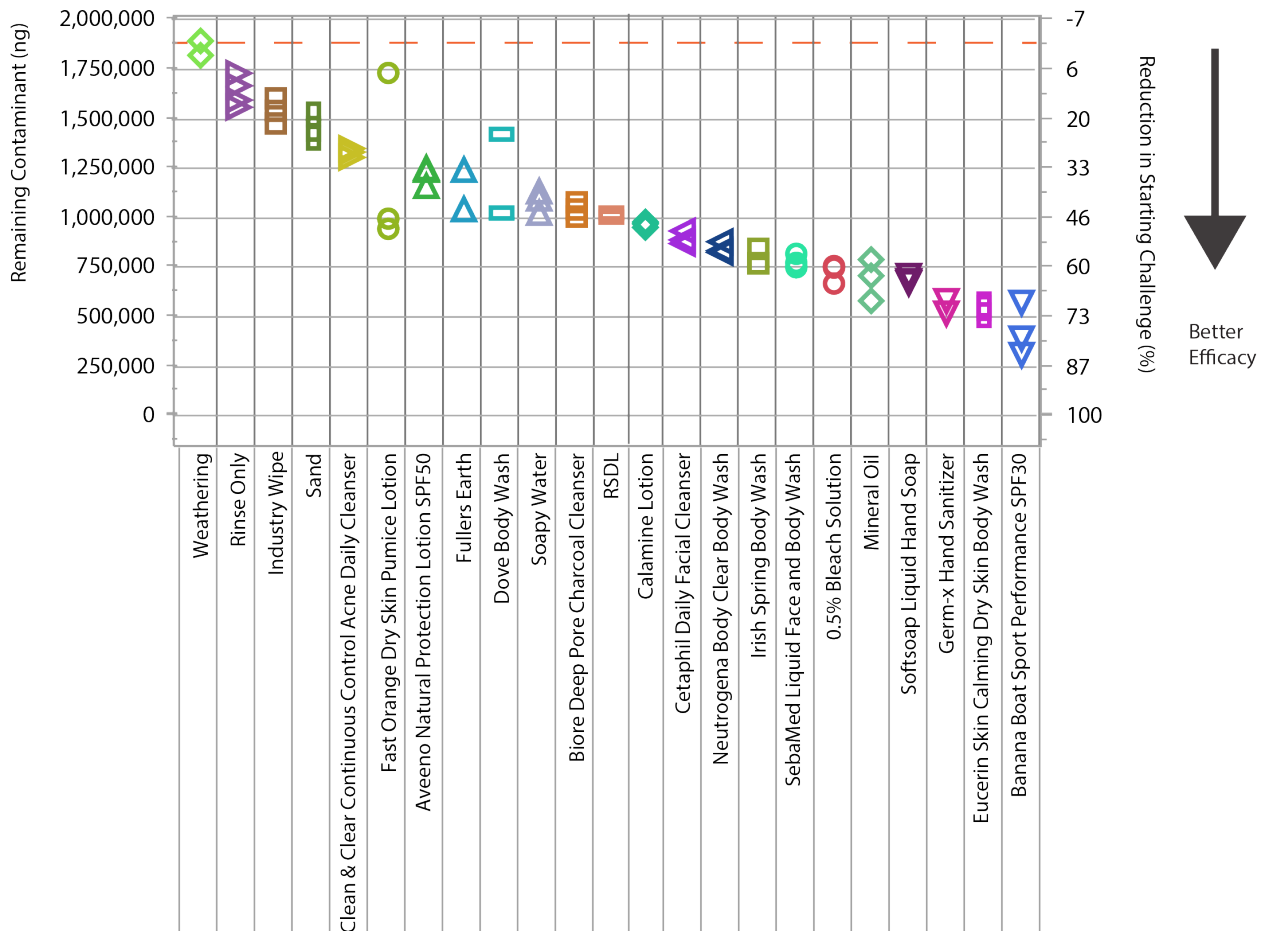 Remaining Contaminant (ng)
2,000,000
1,750,000
1,500,000
1,250,000
1,000,000
750,000
500,000
250,000
0
-7
6
20
33
46
60
73
87
100
Reduction in Starting Challenge (%)
Better
Efficacy
Weathering
Rinse Only
Industry Wipe
Sand
Clean & Clear Continuous Control Acne Daily Cleanser
Fast Orange Dry Skin Pumice Lotion
Aveeno Natural Protection Lotion SPF50
Fullers Earth
Dove Body Wash
Soapy Water
Biore Deep Pore Charcoal Cleanser
RSDL
Calamine Lotion
Cetaphil Daily Facial Cleanser
Neutrogena Body Clear Body Wash
Irish Spring Body Wash
SebaMed Liquid Face and Body Wash
0.5% Bleach Solution
Mineral Oil
Softsoap Liquid Hand Soap
Germ-x Hand Sanitizer
Eucerin Skin Calming Dry Skin Body Wash
Banana Boat Sport Performance SPF30